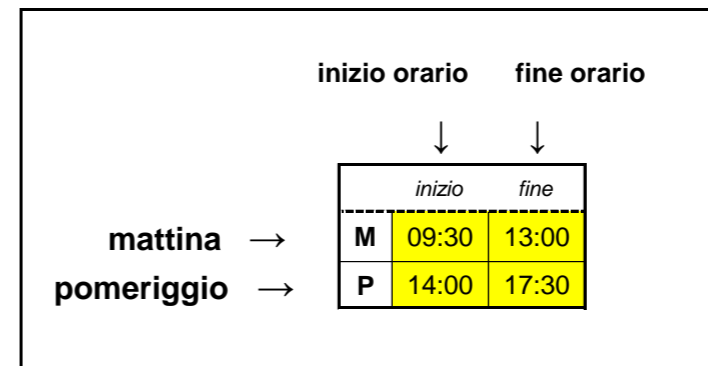 inizio orario fine orario
↓ ↓
inizio fine
mattina → M 09:30 13:00
pomeriggio → P 14:00 17:30